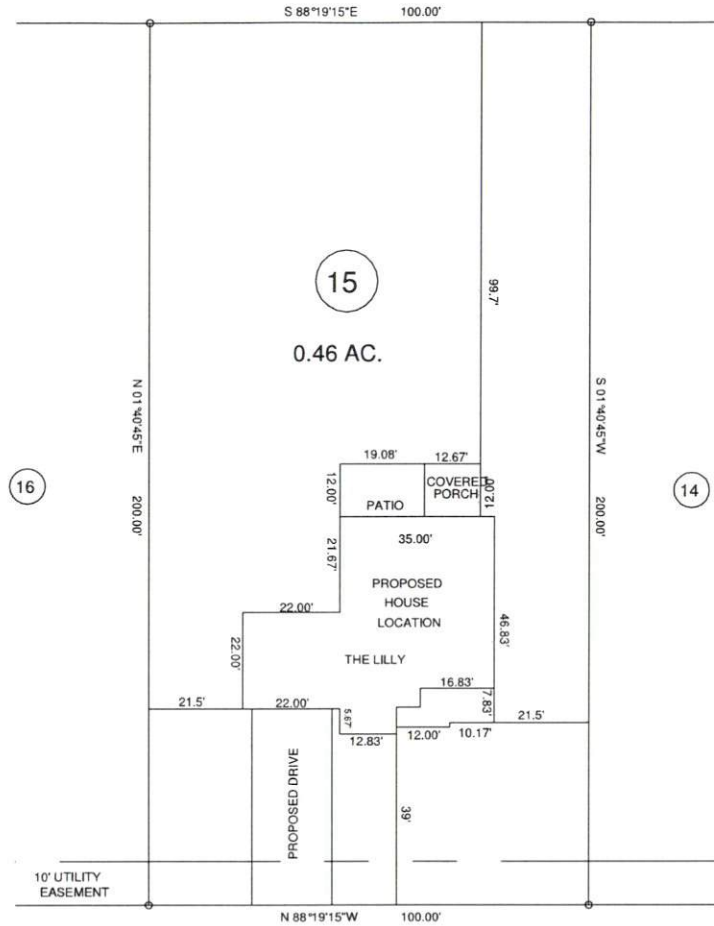 S 88°19'15"E 100.00'
15
0.46 AC.
99.7'
N 01°40'45"E 200.00'
S 01°40'45"W 200.00'
16
14
19.08' 12.67'
12.00'
PATIO
COVERED
PORCH
12.00'
35.00'
21.67'
PROPOSED
HOUSE
LOCATION
22.00'
46.83'
22.00'
THE LILLY
16.83'
7.83'
21.5'
22.00'
5.67'
12.83'
12.00'
10.17'
21.5'
PROPOSED DRIVE
39'
10' UTILITY
EASEMENT
N 88°19'15"W 100.00'